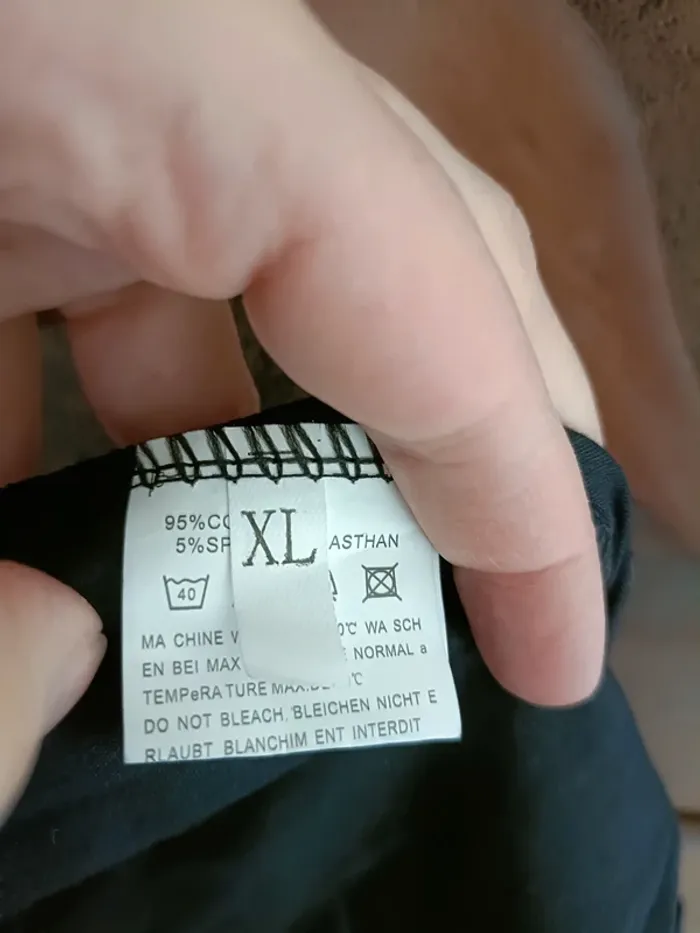 XL
95%CO
5%SP ASTHAN
40
MA CHINE W 0℃ WA SCH
EN BEI MAX NORMAL a
TEMPeRA TURE MAX. ℃
DO NOT BLEACH, BLEICHEN NICHT E
RLAUBT BLANCHIM ENT INTERDIT